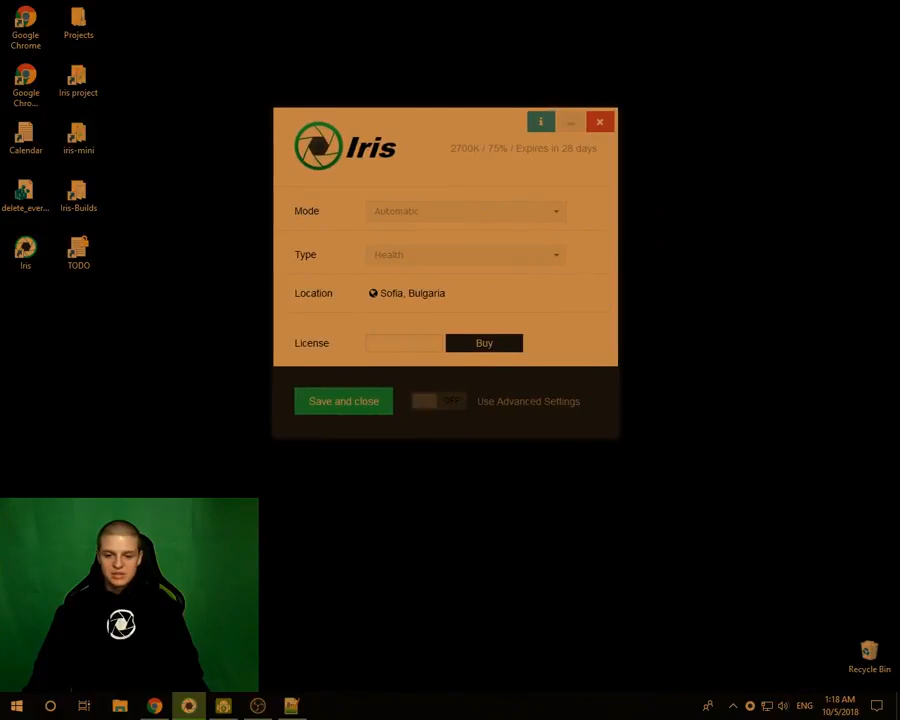 Google
Chrome
Projects
Google
Chro...
Iris project
Calendar
iris-mini
delete_ever...
Iris-Builds
Iris
TODO
Iris
i
2700K / 75% / Expires in 28 days
Mode
Automatic
Type
Health
Location
Sofia, Bulgaria
License
Buy
Save and close
OFF
Use Advanced Settings
Recycle Bin
ENG
1:18 AM
10/5/2018